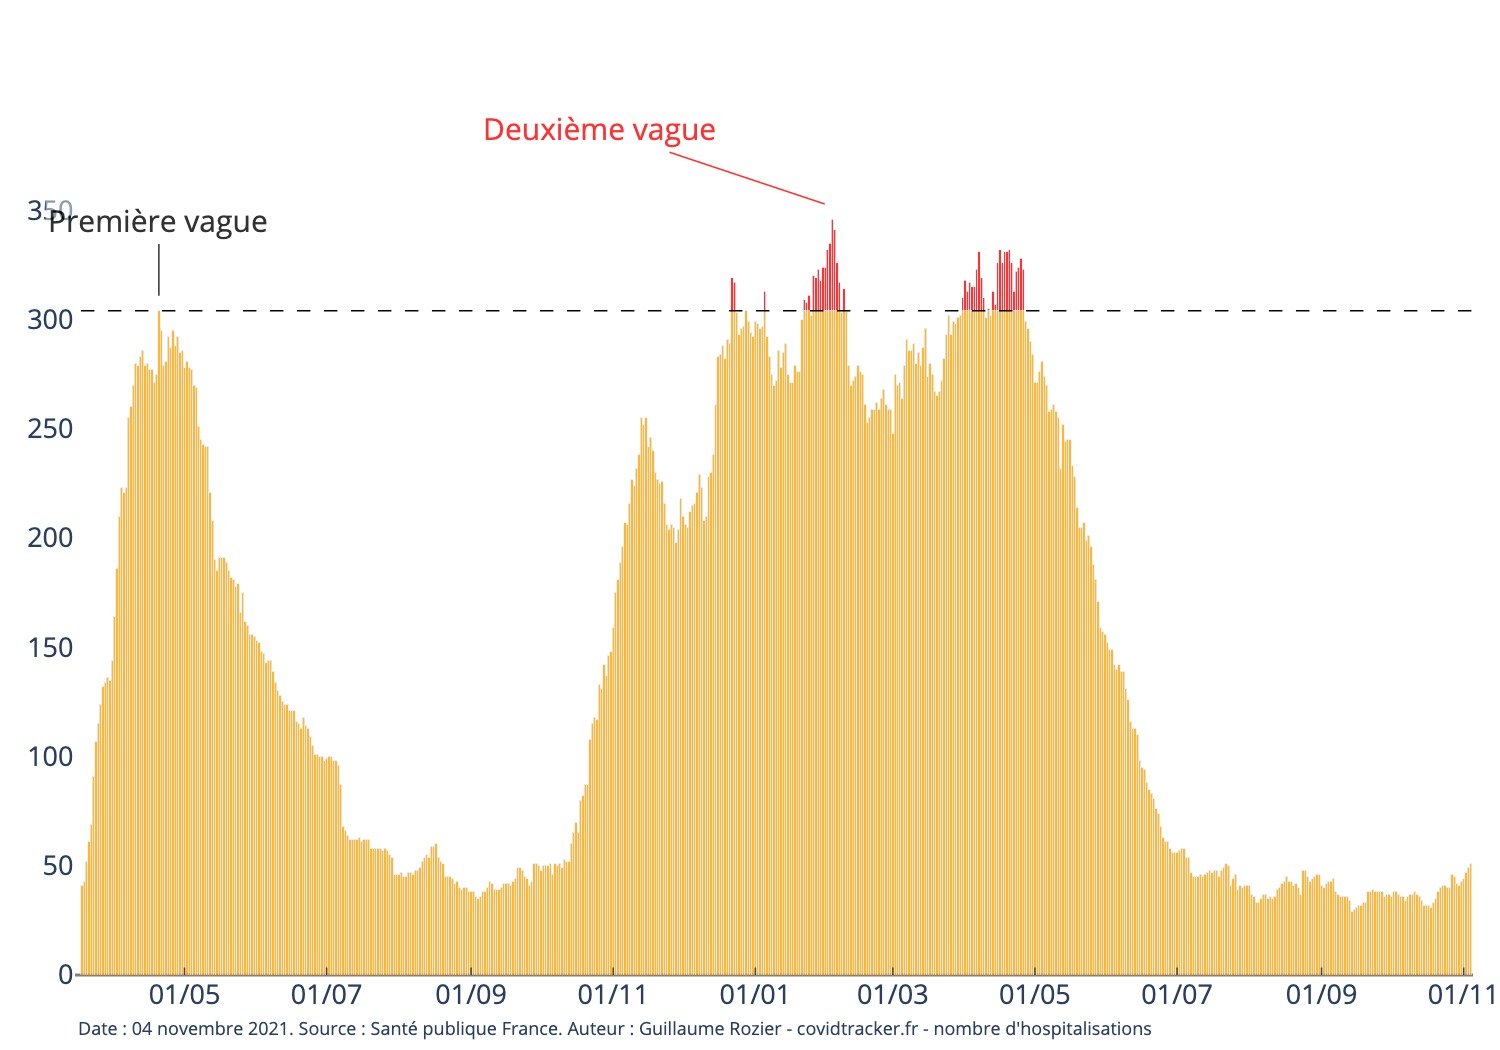 Deuxième vague
350
Première vague
300
250
200
150
100
50
0
01/05 01/07 01/09 01/11 01/01 01/03 01/05 01/07 01/09 01/11
Date : 04 novembre 2021. Source : Santé publique France. Auteur : Guillaume Rozier - covidtracker.fr - nombre d'hospitalisations